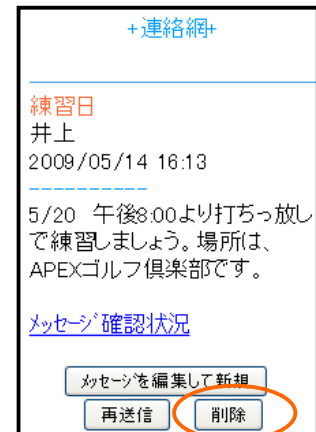 +連絡網+
練習日
井上
2009/05/14 16:13
----------
5/20　午後8:00より打ちっ放し
で練習しましょう。場所は、
APEXゴルフ倶楽部です。
ﾒｯｾｰｼﾞ確認状況
ﾒｯｾｰｼﾞを編集して新規
再送信 削除